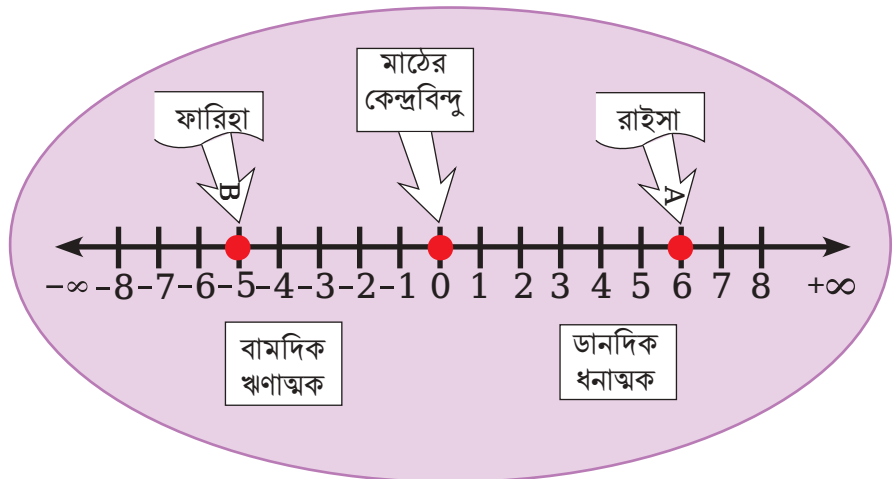 মাঠের
কেন্দ্রবিন্দু
ফারিহা
রাইসা
B
A
−∞ −8 −7 −6 −5 −4 −3 −2 −1 0 1 2 3 4 5 6 7 8 +∞
বামদিক
ঋণাত্মক
ডানদিক
ধনাত্মক